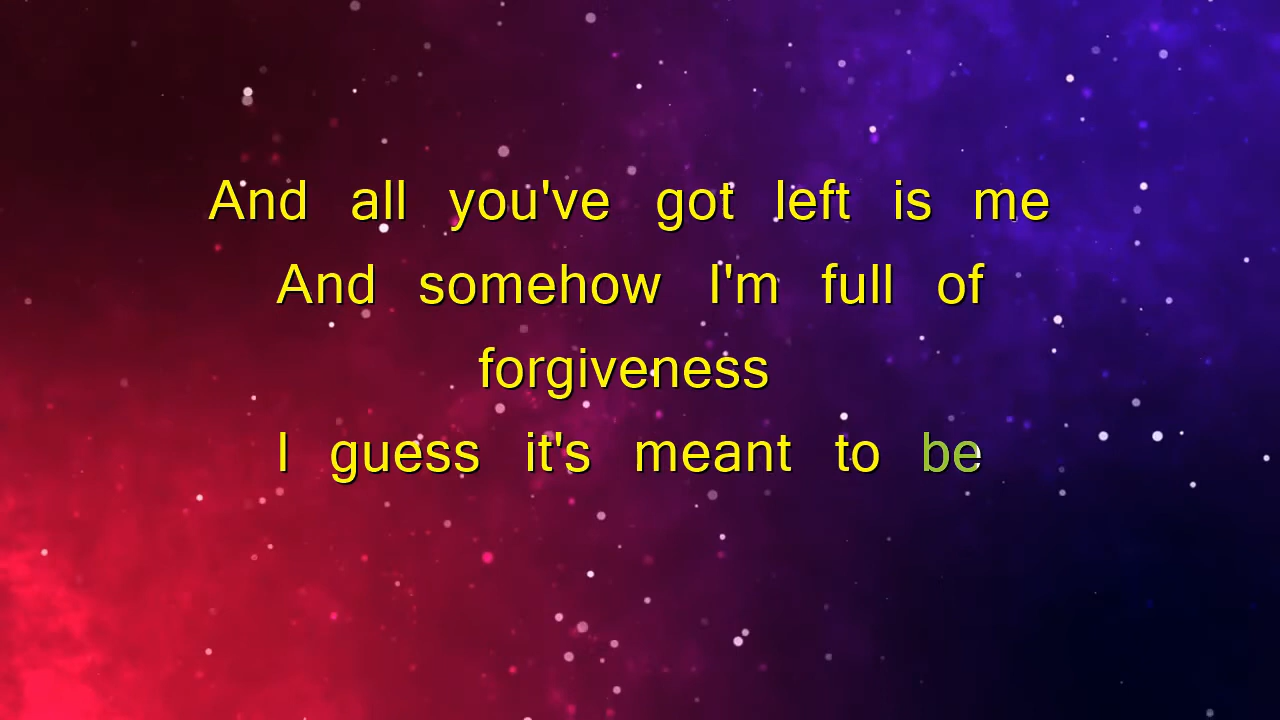 And all you've got left is me
And somehow I'm full of
forgiveness
I guess it's meant to be